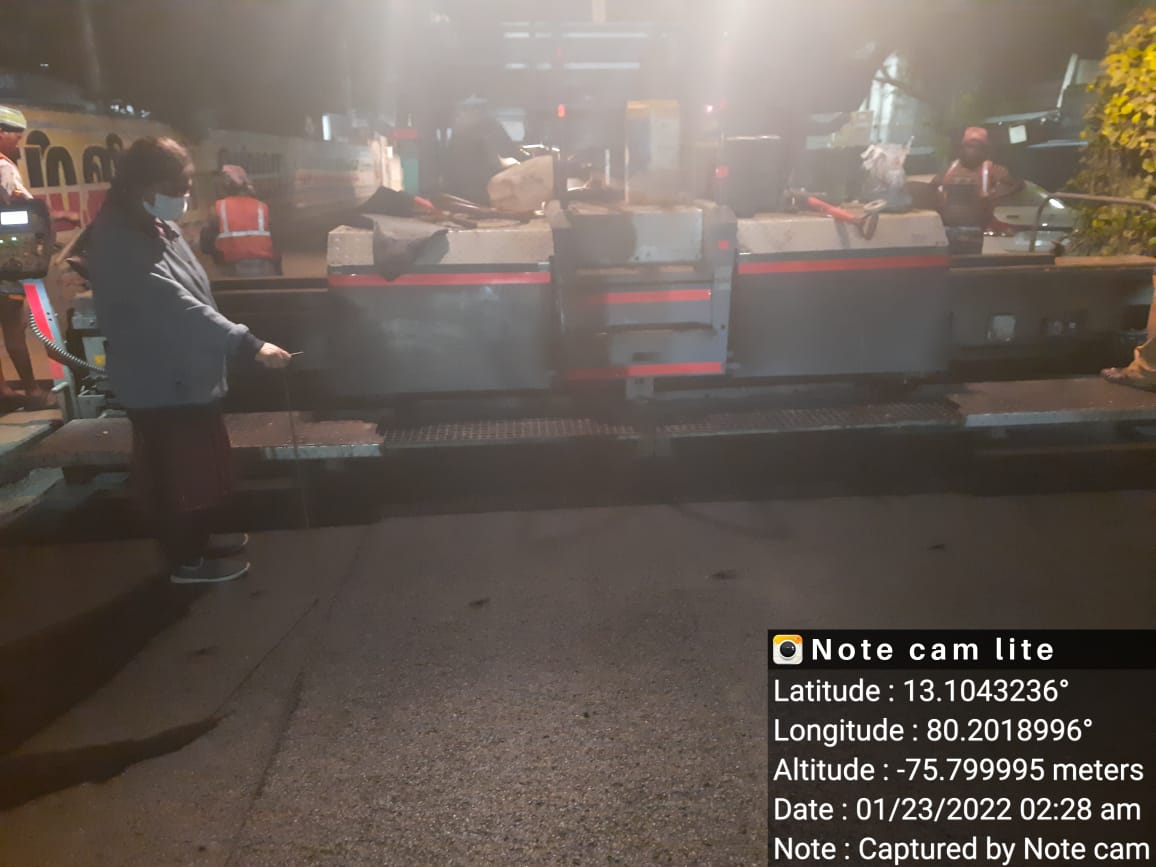 Note cam lite
Latitude : 13.1043236°
Longitude : 80.2018996°
Altitude : -75.799995 meters
Date : 01/23/2022 02:28 am
Note : Captured by Note cam